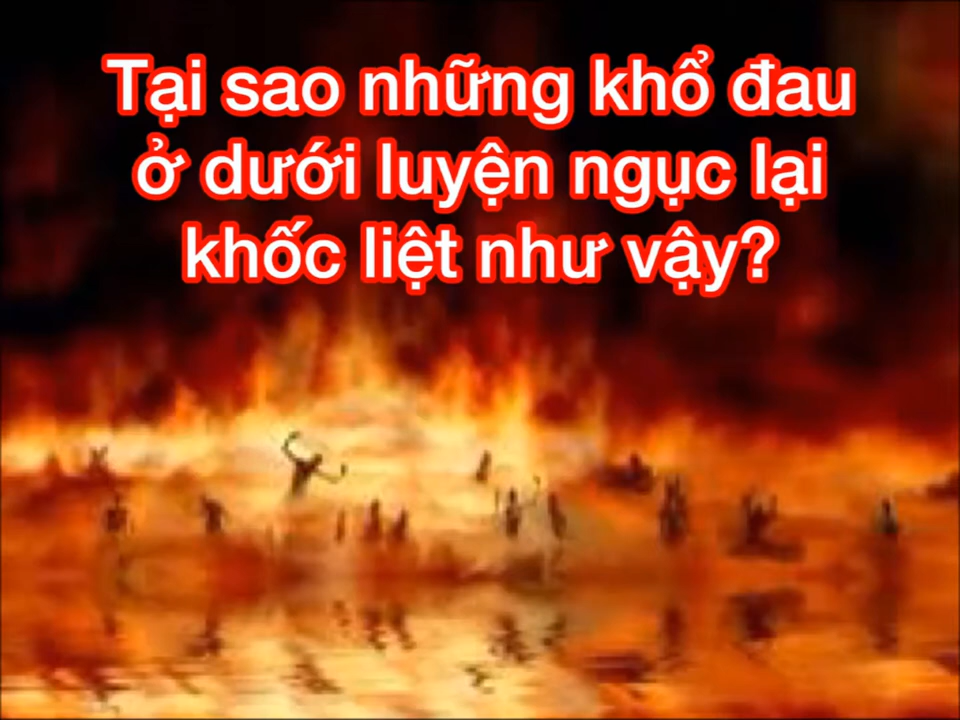 Tại sao những khổ đau
ở dưới luyện ngục lại
khốc liệt như vậy?